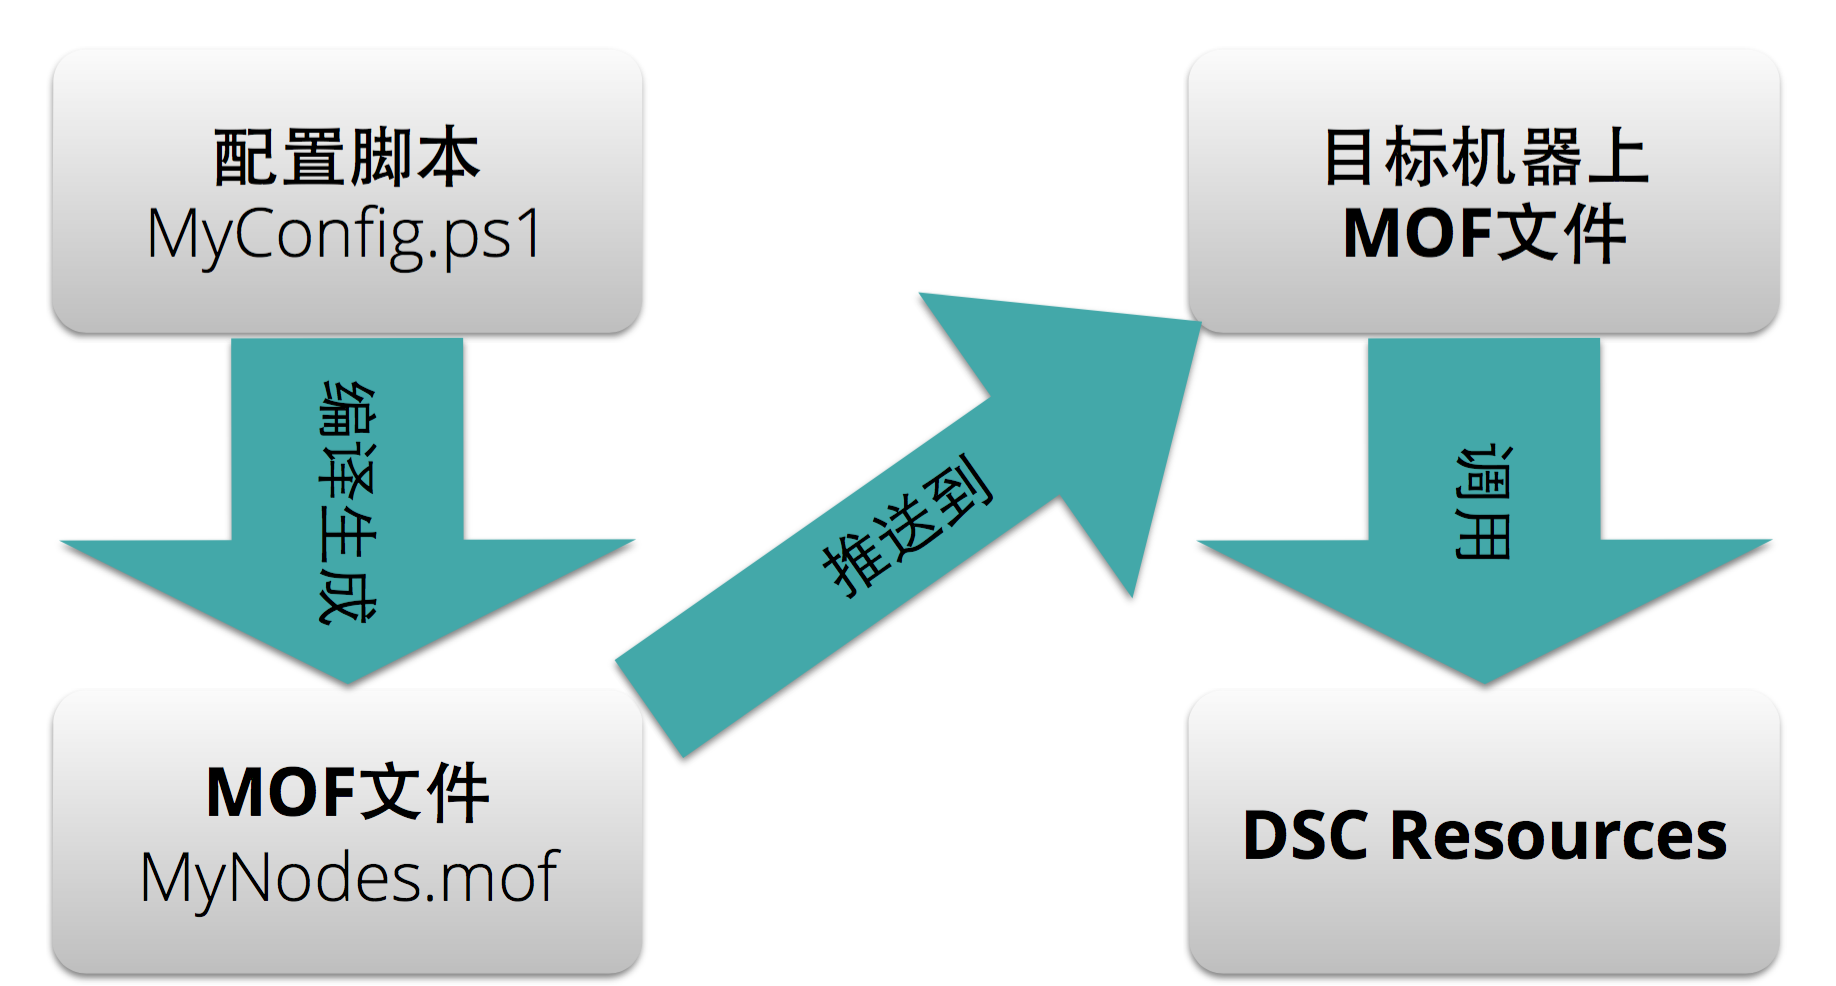 配置脚本
MyConfig.ps1
编译生成
MOF文件
MyNodes.mof
推送到
目标机器上
MOF文件
调用
DSC Resources